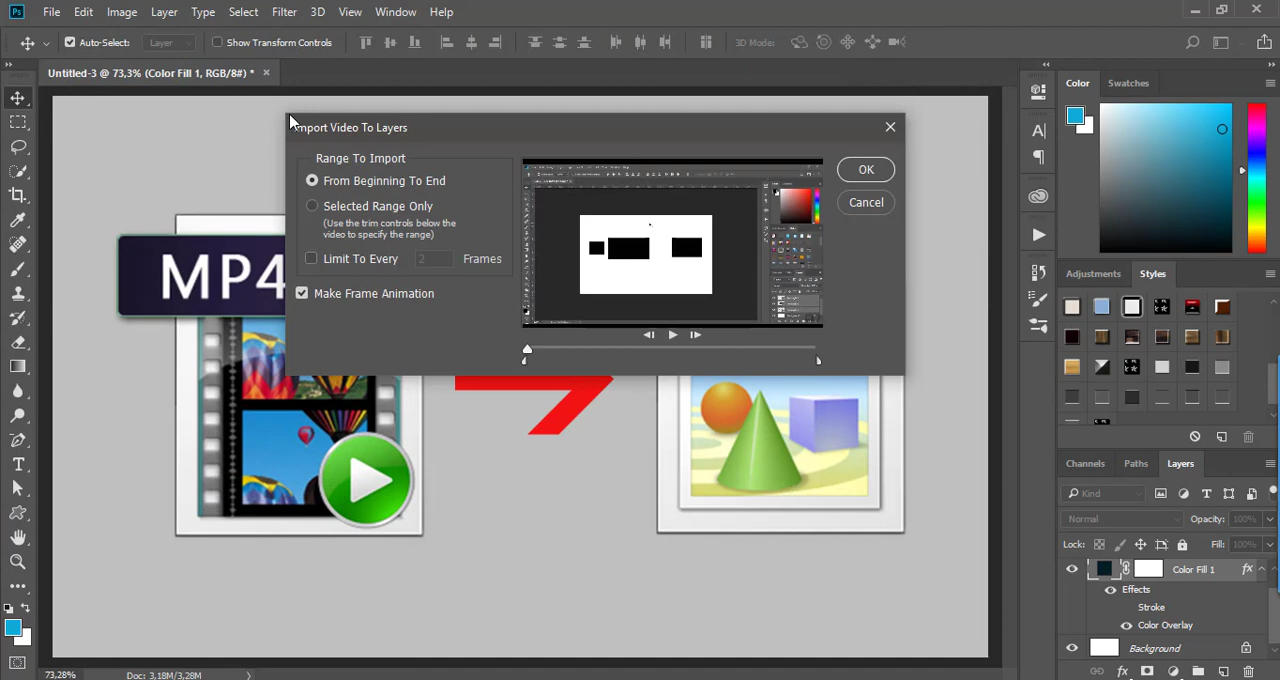 Ps File Edit Image Layer Type Select Filter 3D View Window Help
Auto-Select: Layer Show Transform Controls 3D Mode:
Untitled-3 @ 73,3% (Color Fill 1, RGB/8#) * ×
Import Video To Layers
Range To Import
From Beginning To End
Selected Range Only
(Use the trim controls below the
video to specify the range)
Limit To Every 2 Frames
Make Frame Animation
OK
Cancel
MP4
Color Swatches
Adjustments Styles
Channels Paths Layers
Kind
Normal Opacity: 100%
Lock: Fill: 100%
Color Fill 1 fx
Effects
Stroke
Color Overlay
Background
73,28% Doc: 3,18M/3,28M